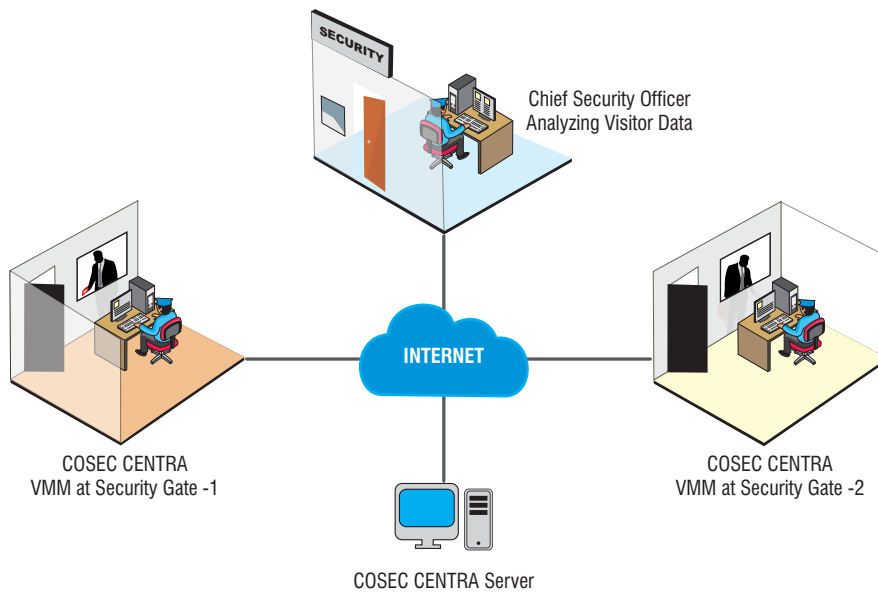 SECURITY
Chief Security Officer
Analyzing Visitor Data
INTERNET
COSEC CENTRA
VMM at Security Gate -1
COSEC CENTRA
VMM at Security Gate -2
COSEC CENTRA Server